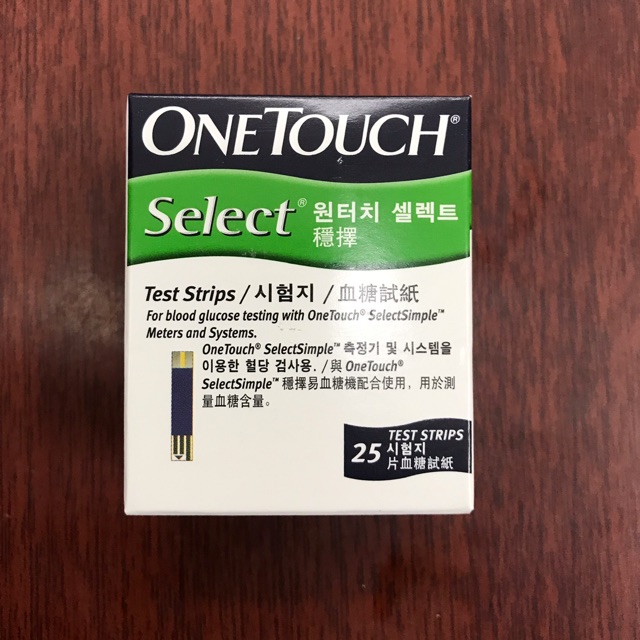 ONETOUCH®
Select® 원터치 셀렉트
穩擇
Test Strips / 시험지 / 血糖試紙
For blood glucose testing with OneTouch® SelectSimple™
Meters and Systems.
OneTouch® SelectSimple™ 측정기 및 시스템을
이용한 혈당 검사용. / 與 OneTouch®
SelectSimple™ 穩擇易血糖機配合使用，用於測
量血糖含量。
25 TEST STRIPS
시험지
片血糖試紙